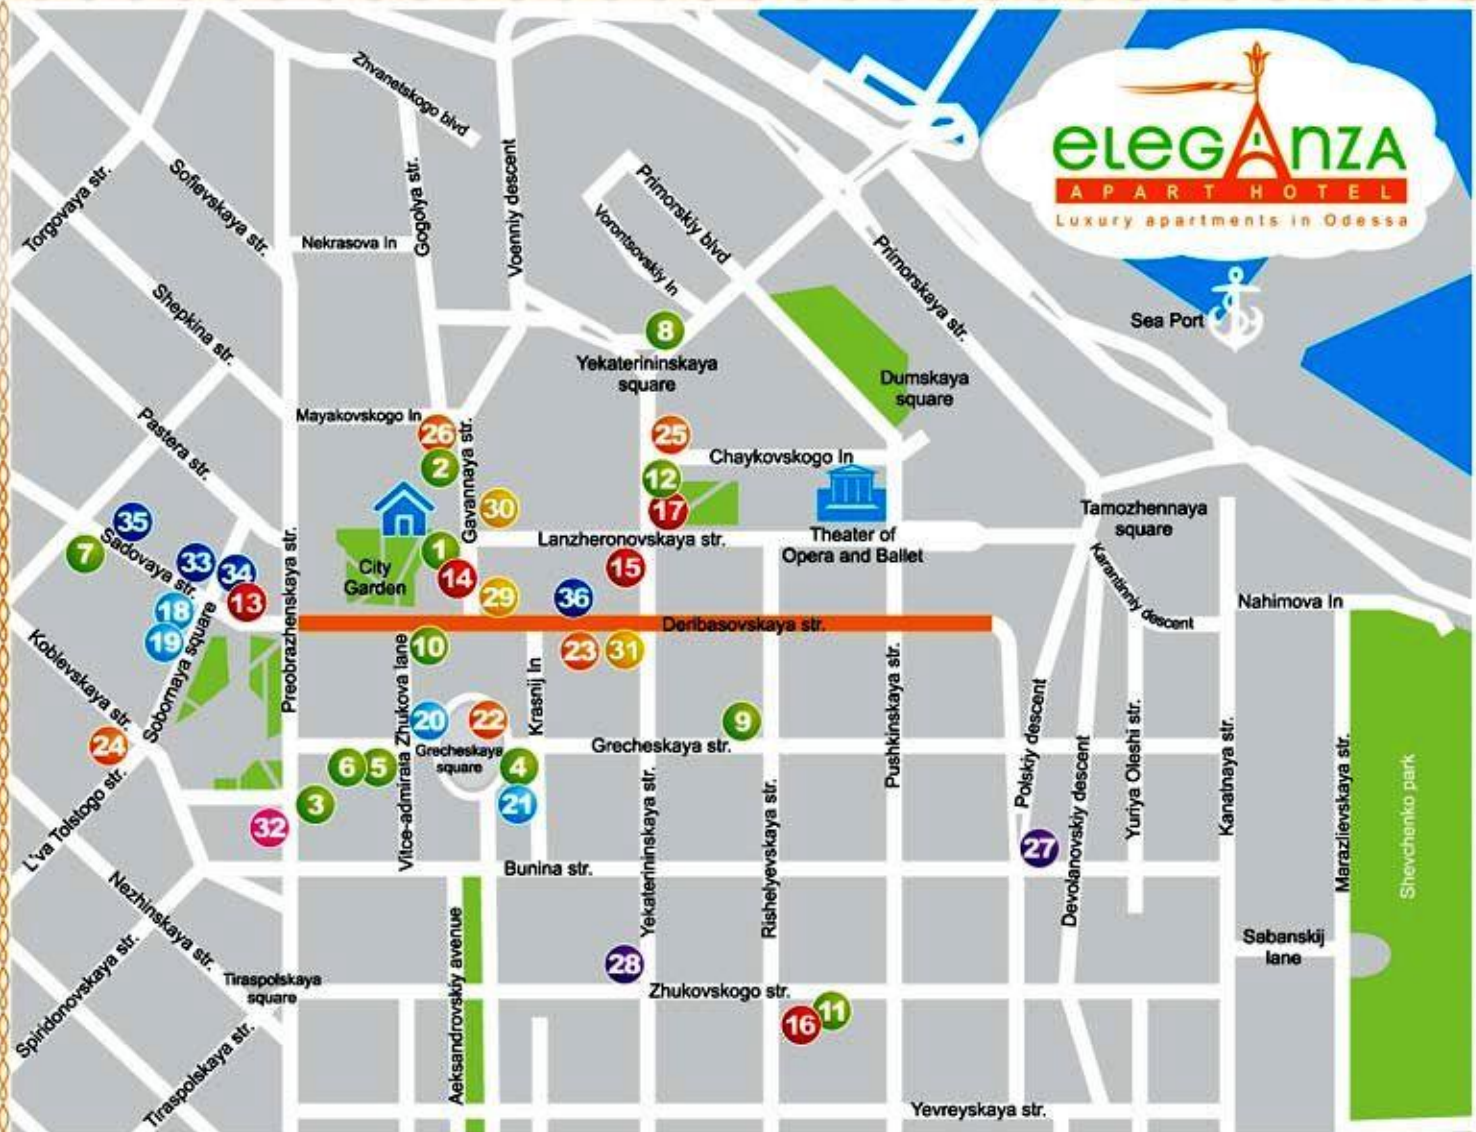 eLEGAnZA
APART HOTEL
Luxury apartments in Odessa
Zhvanetskogo blvd
Torgovaya str.
Sofievskaya str.
Gogolya str.
Voenniy descent
Primorskiy blvd
Vorontsovskiy ln
Nekrasova ln
Primorskaya str.
Sea Port
Shepkina str.
8
Yekaterininskaya
square
Dumskaya
square
Mayakovskogo ln
26
Gavannaya str.
25
Pastera str.
2
Chaykovskogo ln
12
30
17
35
Tamozhennaya
square
7
Sadovaya str.
33
34
Preobrazhenskaya str.
1
Lanzheronovskaya str.
Theater of
Opera and Ballet
City
Garden
14
15
Karantinniy descent
18
13
29
36
Nahimova ln
19
Sobornaya square
Deribasovskaya str.
Koblevskaya str.
10
23
31
Vitce-admirala Zhukova lane
Krasnij ln
Pushkinskaya str.
Polskiy descent
Yuriya Oleshi str.
Kanatnaya str.
Marazlievskaya str.
Shevchenko park
24
20
22
9
Grecheskaya
square
Grecheskaya str.
6
5
4
L'va Tolstogo str.
3
21
32
Yekaterininskaya str.
Rishelyevskaya str.
Devolanovskiy descent
27
Bunina str.
Nezhinskaya str.
Aeksandrovskiy avenue
Spiridonovskaya str.
Sabanskij
lane
28
Tiraspolskaya
square
Zhukovskogo str.
16
11
Tiraspolskaya str.
Yevreyskaya str.